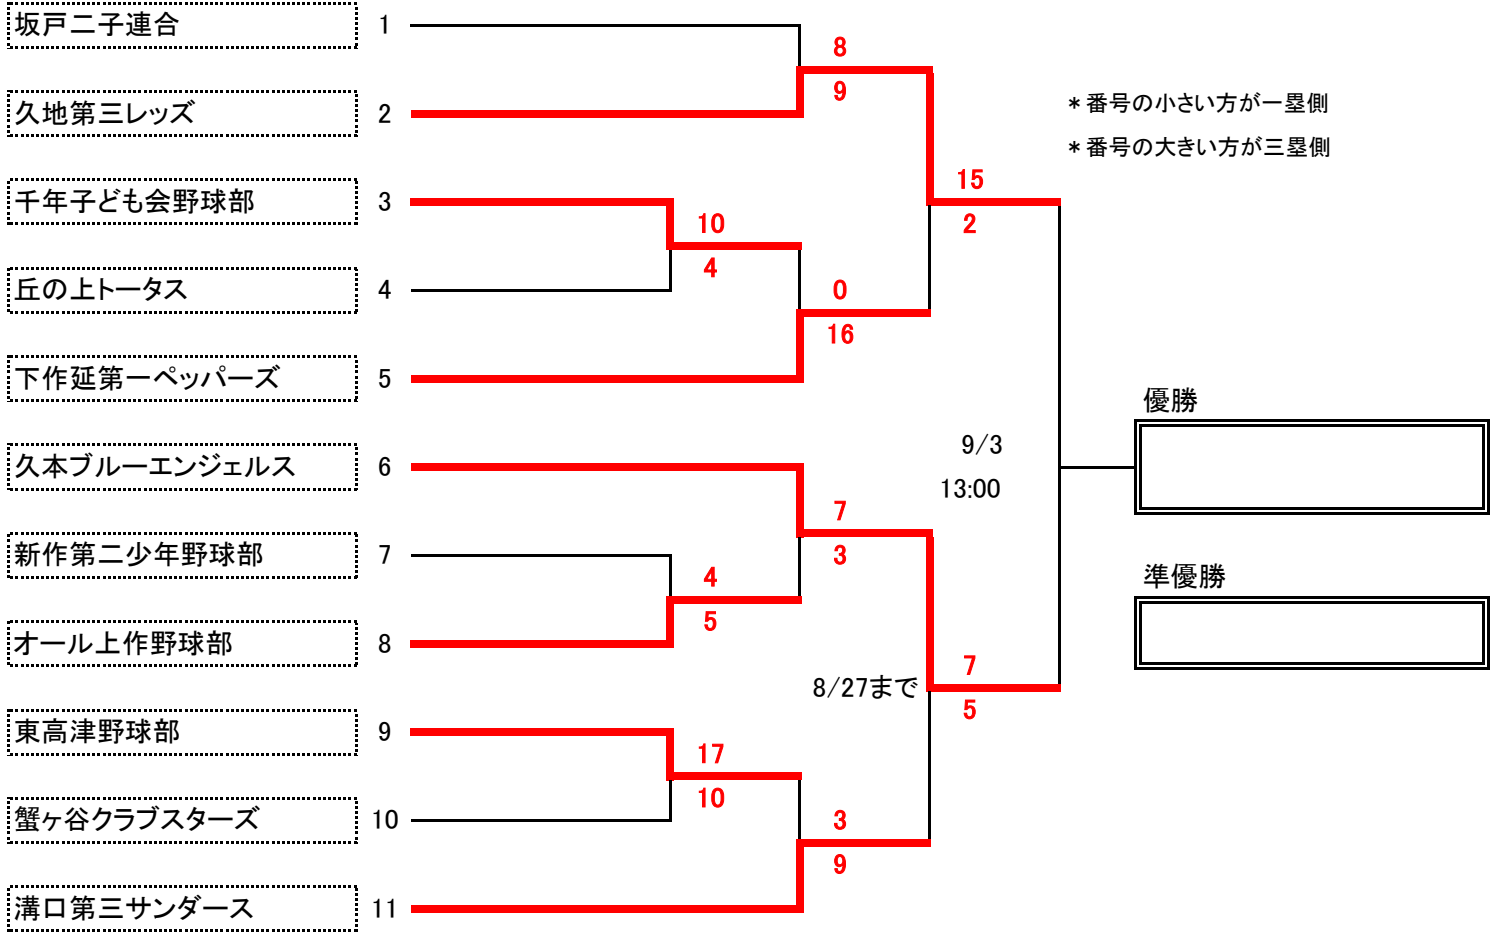 坂戸二子連合 1
8
9
久地第三レッズ 2
＊番号の小さい方が一塁側
＊番号の大きい方が三塁側
15
2
千年子ども会野球部 3
10
4
丘の上トータス 4
0
16
下作延第一ペッパーズ 5
優勝
9/3
13:00
久本ブルーエンジェルス 6
7
3
新作第二少年野球部 7
4
5
準優勝
オール上作野球部 8
8/27まで
7
5
東高津野球部 9
17
10
蟹ヶ谷クラブスターズ 10
3
9
溝口第三サンダース 11